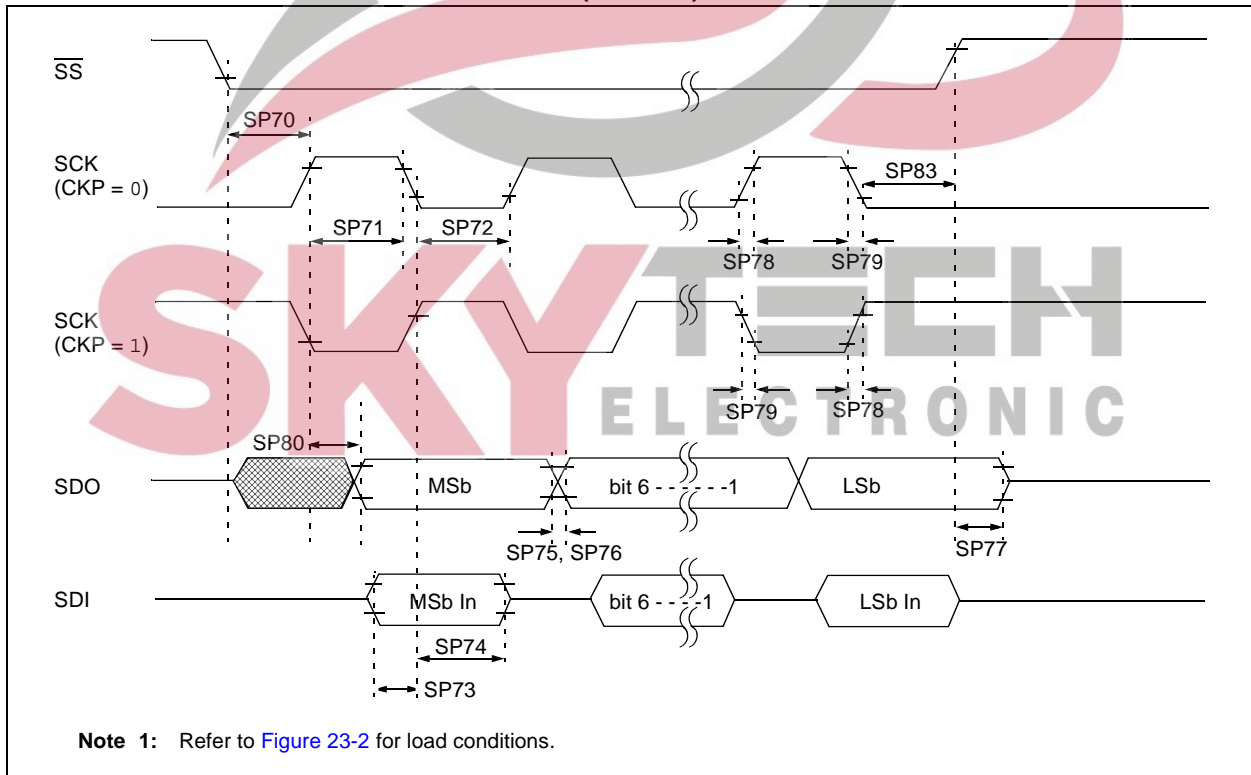 SS
SP70
SCK
(CKP = 0)
SP83
SP71
SP72
SP78
SP79
SCK
(CKP = 1)
SP79
SP78
SKYTECH
ELECTRONIC
SP80
SDO
MSb
bit 6 - - - - - -1
LSb
SP75, SP76
SP77
SDI
MSb In
bit 6 - - - -1
LSb In
SP74
SP73
Note 1: Refer to Figure 23-2 for load conditions.